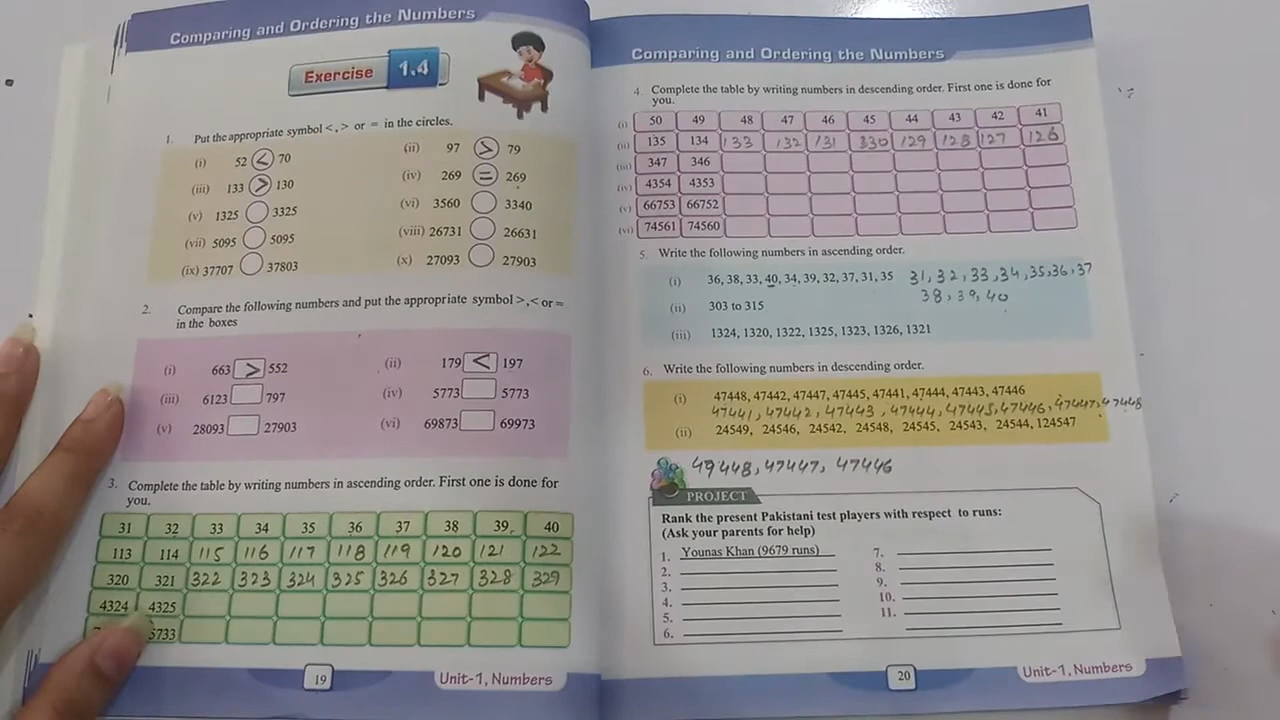 Comparing and Ordering the Numbers
Exercise 1.4
1. Put the appropriate symbol <, > or = in the circles.
(i) 52 < 70
(ii) 97 > 79
(iii) 133 > 130
(iv) 269 = 269
(v) 1325 3325
(vi) 3560 3340
(vii) 5095 5095
(viii) 26731 26631
(ix) 37707 37803
(x) 27093 27903
2. Compare the following numbers and put the appropriate symbol >, < or =
in the boxes
(i) 663 > 552
(ii) 179 < 197
(iii) 6123 797
(iv) 5773 5773
(v) 28093 27903
(vi) 69873 69973
3. Complete the table by writing numbers in ascending order. First one is done for
you.
31 32 33 34 35 36 37 38 39 40
113 114 115 116 117 118 119 120 121 122
320 321 322 323 324 325 326 327 328 329
4324 4325
6733
19
Unit-1, Numbers
Comparing and Ordering the Numbers
4. Complete the table by writing numbers in descending order. First one is done for
you.
(i) 50 49 48 47 46 45 44 43 42 41
(ii) 135 134 133 132 131 330 129 128 127 126
(iii) 347 346
(iv) 4354 4353
(v) 66753 66752
(vi) 74561 74560
5. Write the following numbers in ascending order.
(i) 36, 38, 33, 40, 34, 39, 32, 37, 31, 35 31, 32, 33, 34, 35, 36, 37
38, 39, 40
(ii) 303 to 315
(iii) 1324, 1320, 1322, 1325, 1323, 1326, 1321
6. Write the following numbers in descending order.
(i) 47448, 47442, 47447, 47445, 47441, 47444, 47443, 47446
47441, 47442, 47443, 47444, 47445, 47446, 47447, 47448
(ii) 24549, 24546, 24542, 24548, 24545, 24543, 24544, 124547
49448, 47447, 47446
PROJECT
Rank the present Pakistani test players with respect to runs:
(Ask your parents for help)
1. Younas Khan (9679 runs)
2.
3.
4.
5.
6.
7.
8.
9.
10.
11.
20
Unit-1, Numbers